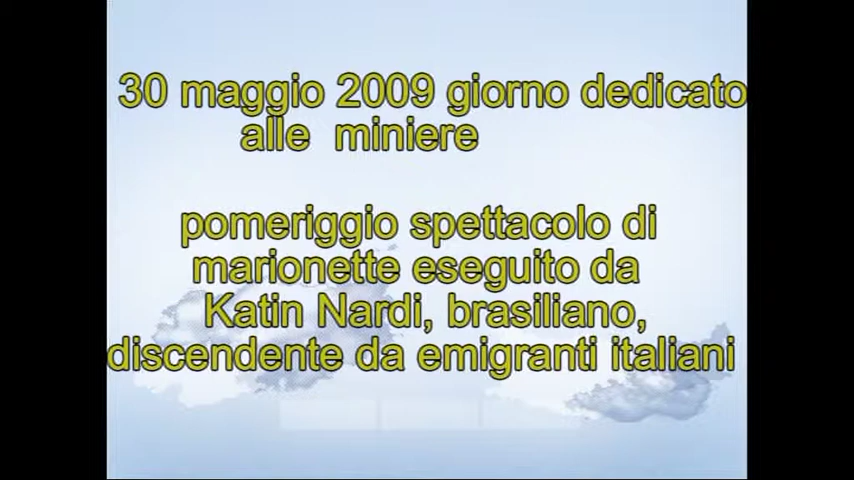 30 maggio 2009 giorno dedicato
alle miniere
pomeriggio spettacolo di
marionette eseguito da
Katin Nardi, brasiliano,
discendente da emigranti italiani